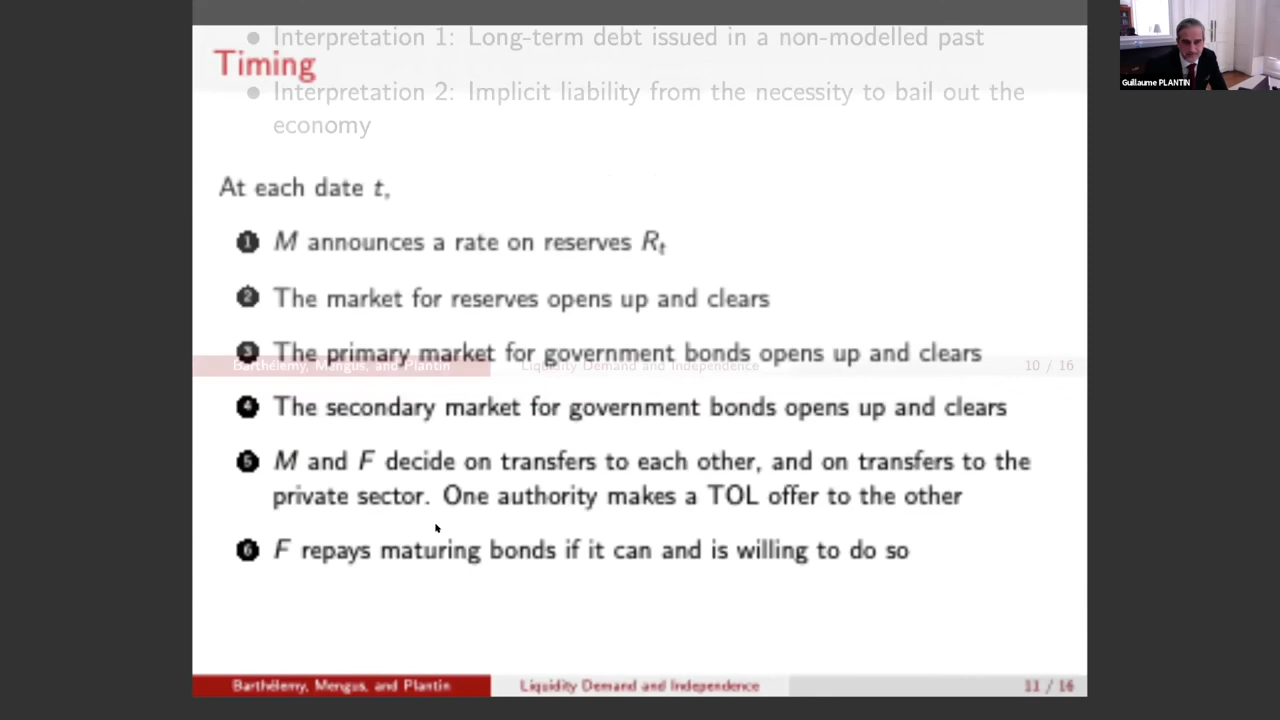 Interpretation 1: Long-term debt issued in a non-modelled past
Timing
Interpretation 2: Implicit liability from the necessity to bail out the
economy
At each date t,
1 M announces a rate on reserves Rt
2 The market for reserves opens up and clears
3 The primary market for government bonds opens up and clears
Barthélemy, Mengus, and Plantin Liquidity Demand and Independence 10 / 16
4 The secondary market for government bonds opens up and clears
5 M and F decide on transfers to each other, and on transfers to the
private sector. One authority makes a TOL offer to the other
6 F repays maturing bonds if it can and is willing to do so
Barthélemy, Mengus, and Plantin Liquidity Demand and Independence 11 / 16
Guillaume PLANTIN